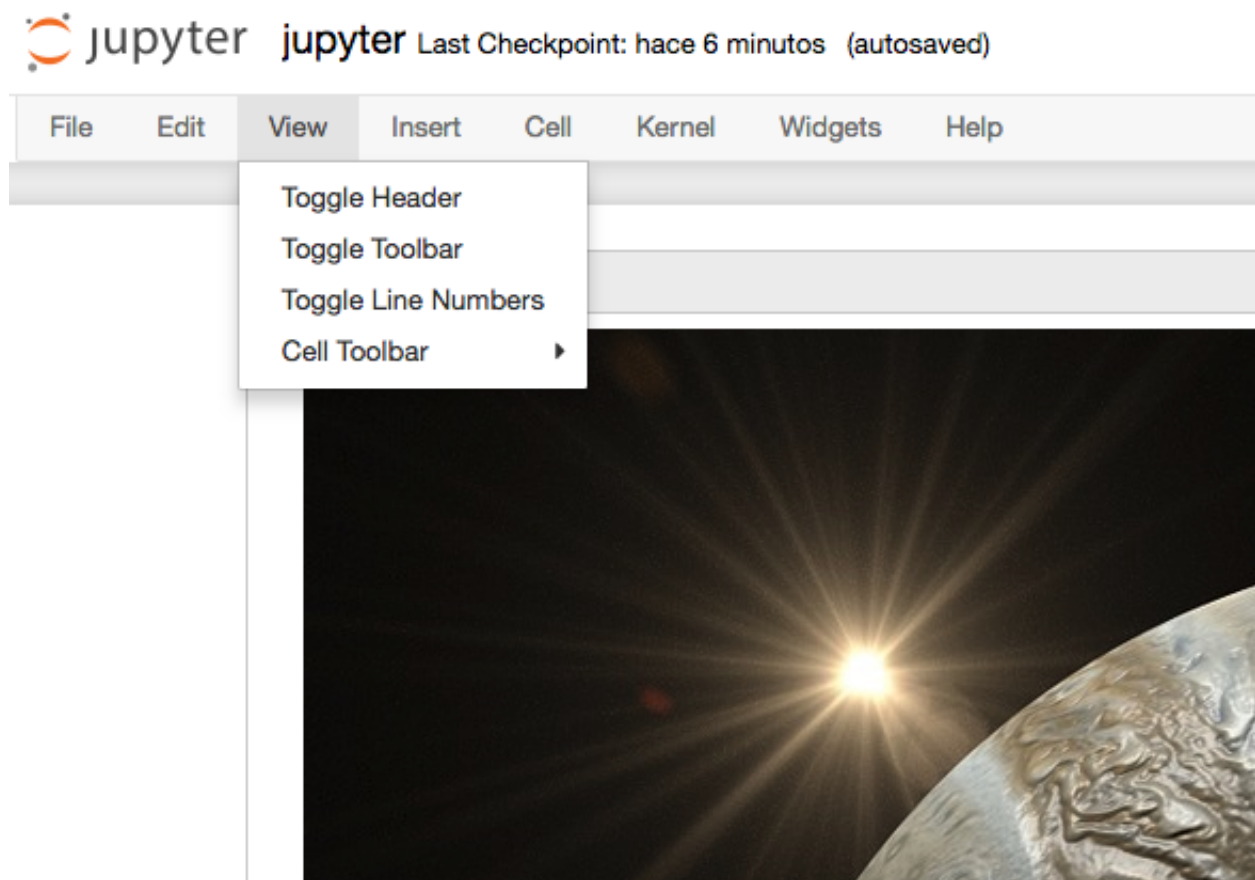 jupyter jupyter Last Checkpoint: hace 6 minutos (autosaved)
File Edit View Insert Cell Kernel Widgets Help
Toggle Header
Toggle Toolbar
Toggle Line Numbers
Cell Toolbar